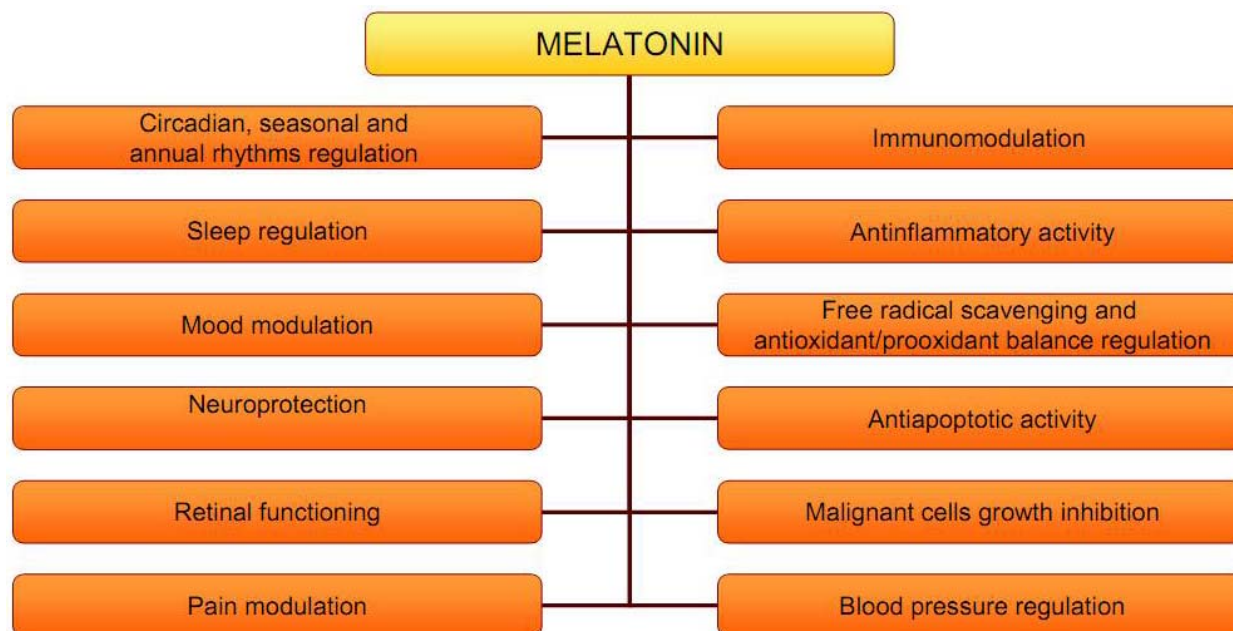 MELATONIN
Circadian, seasonal and
annual rhythms regulation
Immunomodulation
Sleep regulation
Antinflammatory activity
Mood modulation
Free radical scavenging and
antioxidant/prooxidant balance regulation
Neuroprotection
Antiapoptotic activity
Retinal functioning
Malignant cells growth inhibition
Pain modulation
Blood pressure regulation